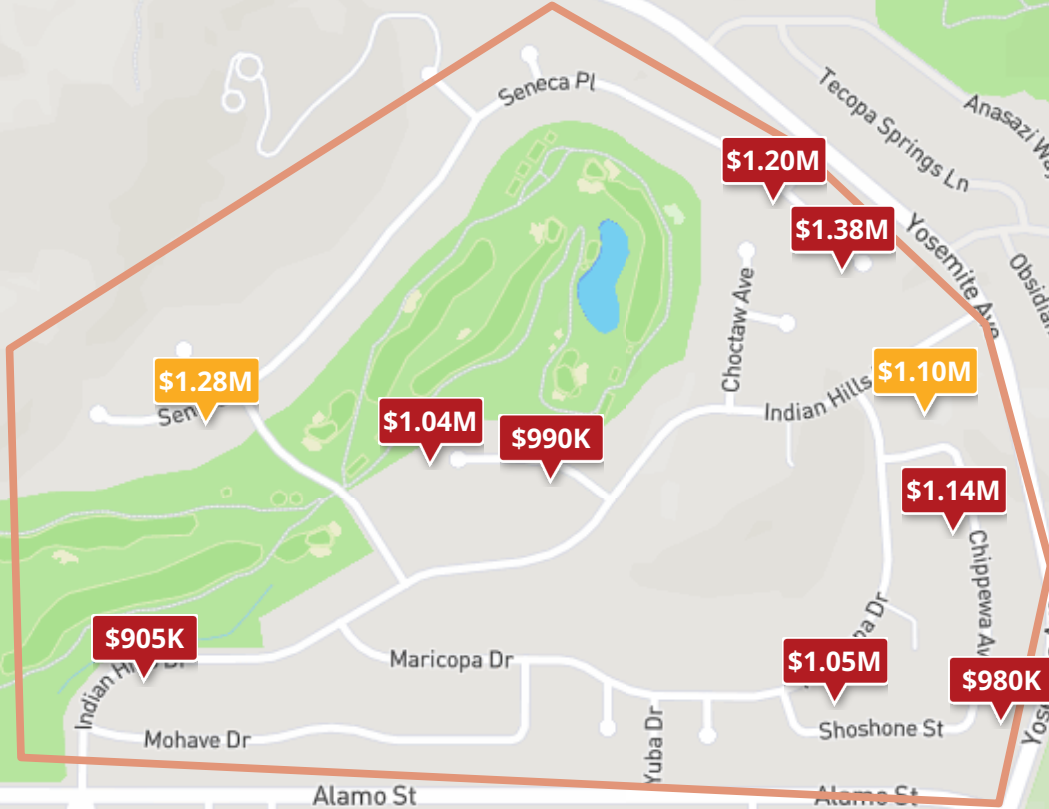 Seneca Pl
Tecopa Springs Ln
Anasazi
$1.20M
$1.38M
Yosemite Ave
Choctaw Ave
$1.28M
$1.10M
Indian Hills
$1.04M
$990K
$1.14M
Chippewa
$905K
Maricopa Dr
$1.05M
$980K
Indian
Dr
Shoshone St
Mohave Dr
Yuba Dr
Alamo St
Alamo St